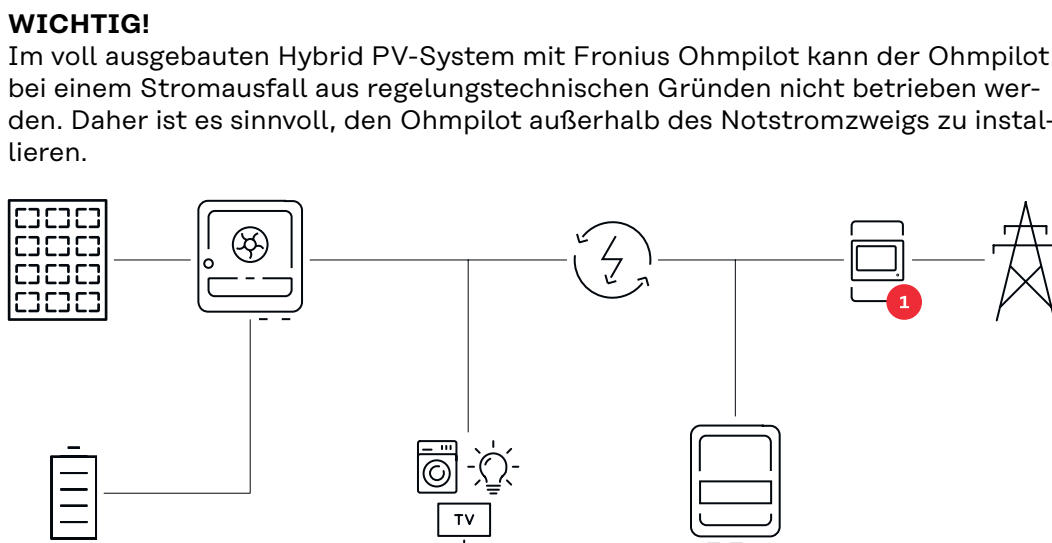 WICHTIG!
Im voll ausgebauten Hybrid PV-System mit Fronius Ohmpilot kann der Ohmpilot
bei einem Stromausfall aus regelungstechnischen Gründen nicht betrieben wer-
den. Daher ist es sinnvoll, den Ohmpilot außerhalb des Notstromzweigs zu instal-
lieren.
1
TV